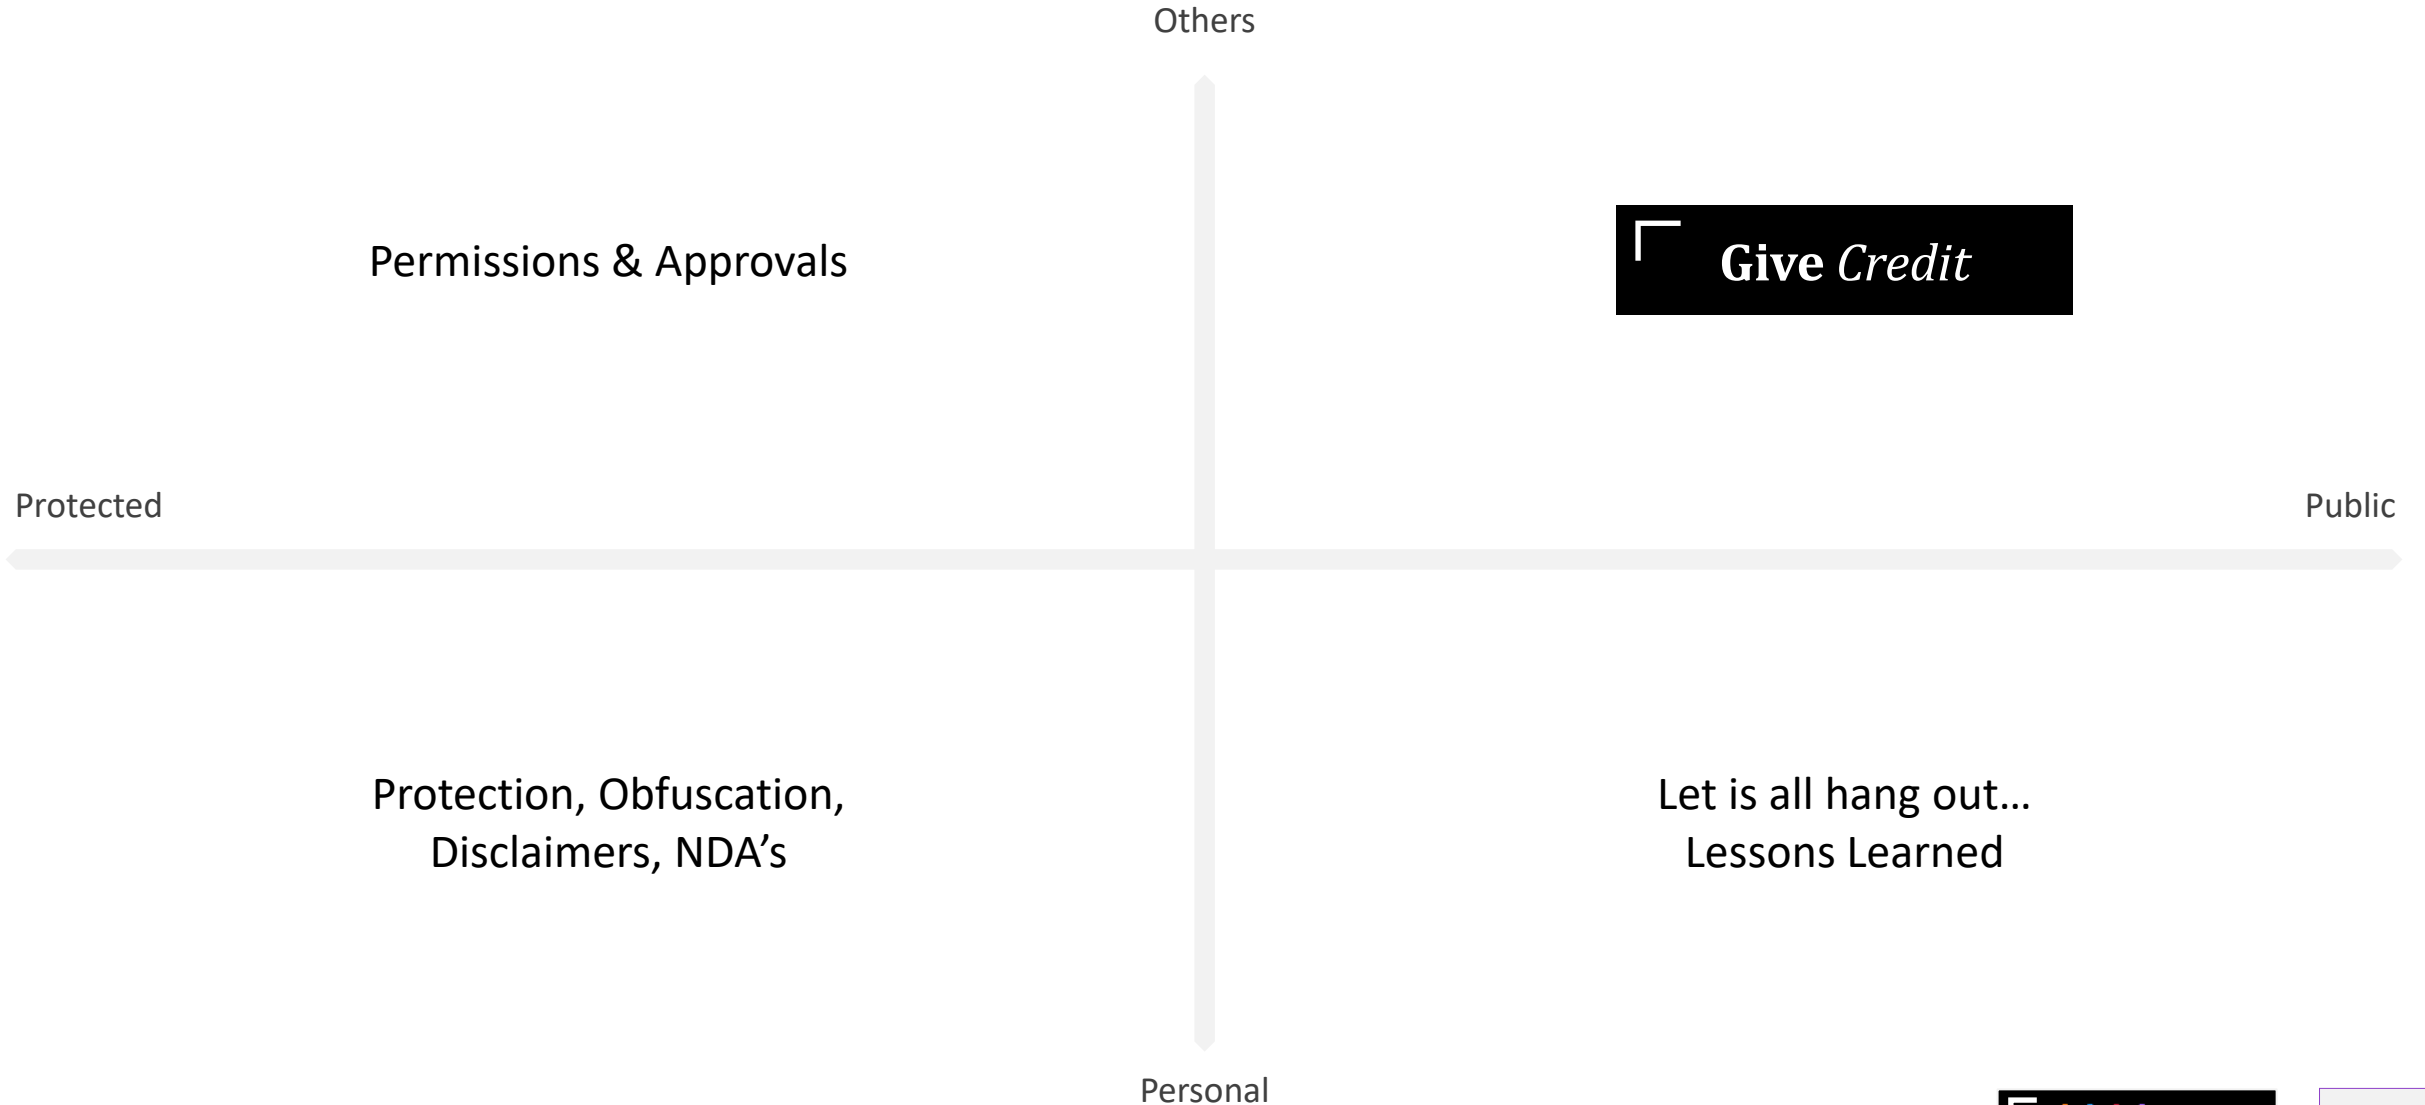 Others
Permissions & Approvals
Give Credit
Protected
Public
Protection, Obfuscation,
Disclaimers, NDA’s
Let is all hang out…
Lessons Learned
Personal